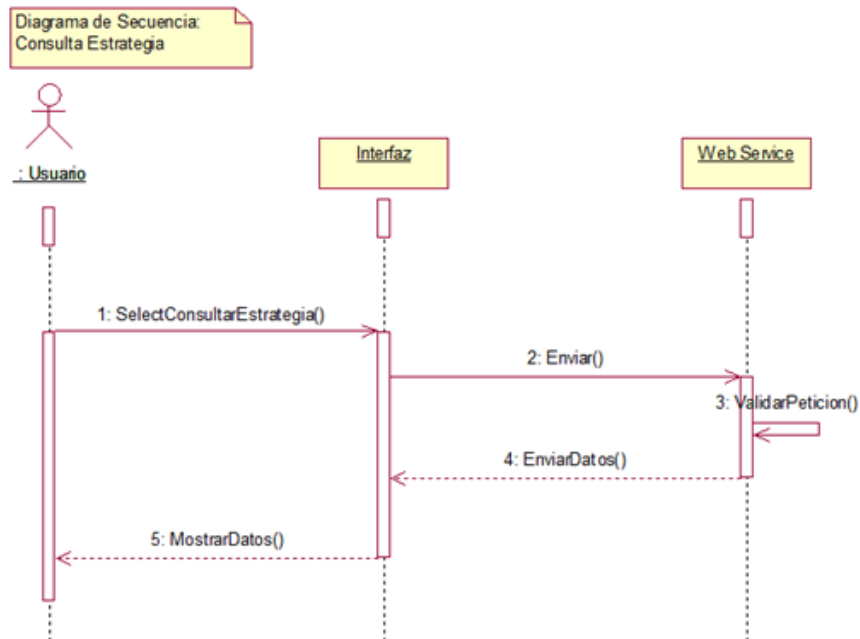 Diagrama de Secuencia:
Consulta Estrategia
: Usuario
Interfaz
Web Service
1: SelectConsultarEstrategia()
2: Enviar()
3: ValidarPeticion()
4: EnviarDatos()
5: MostrarDatos()